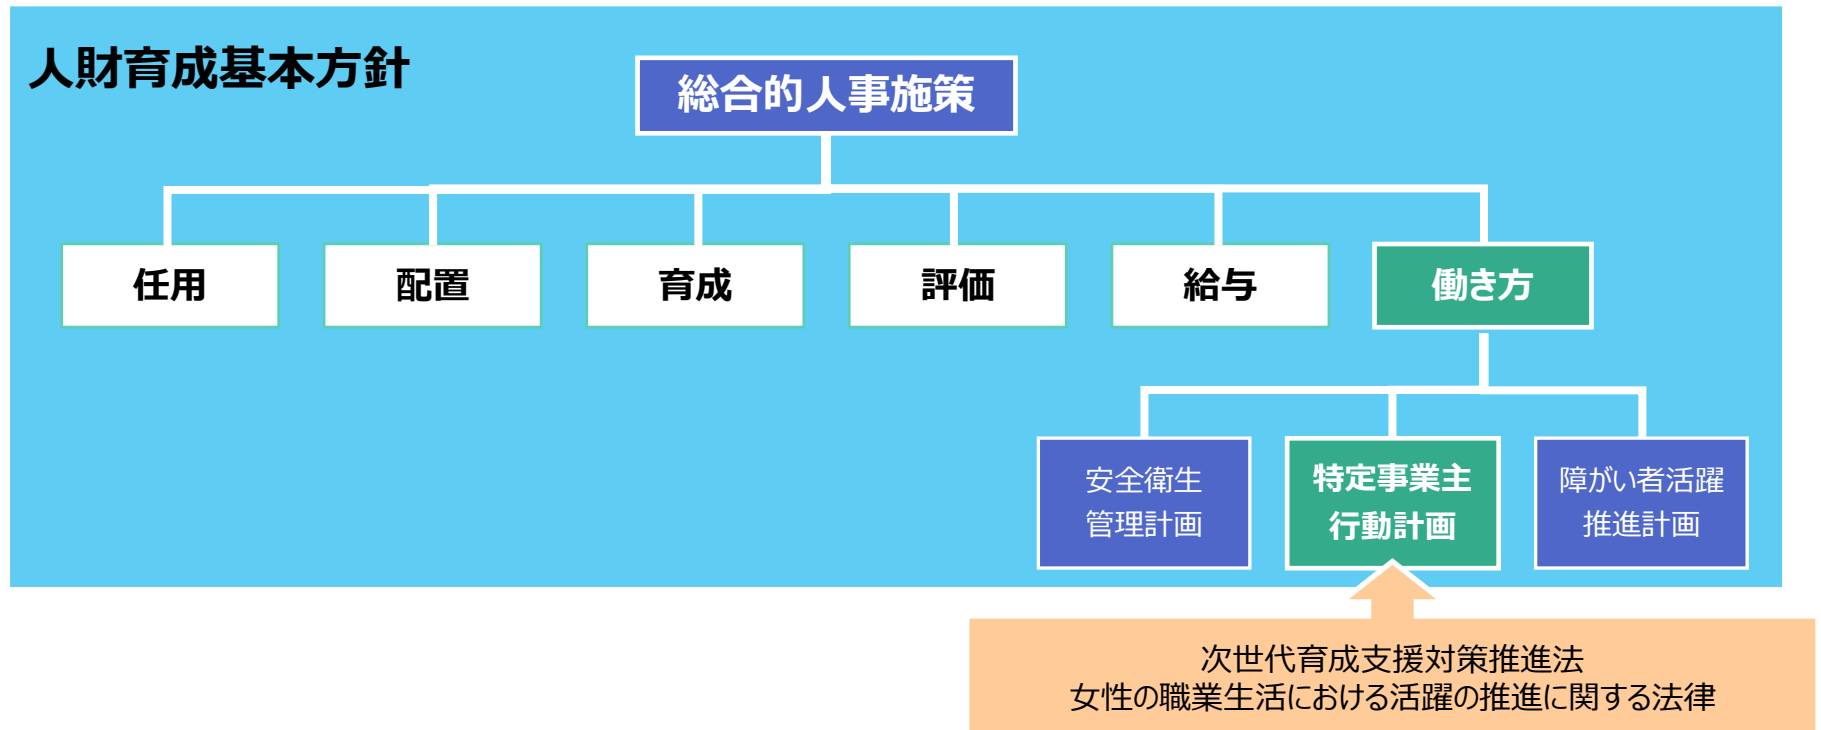 人財育成基本方針
総合的人事施策
任用
配置
育成
評価
給与
働き方
安全衛生
管理計画
特定事業主
行動計画
障がい者活躍
推進計画
次世代育成支援対策推進法
女性の職業生活における活躍の推進に関する法律